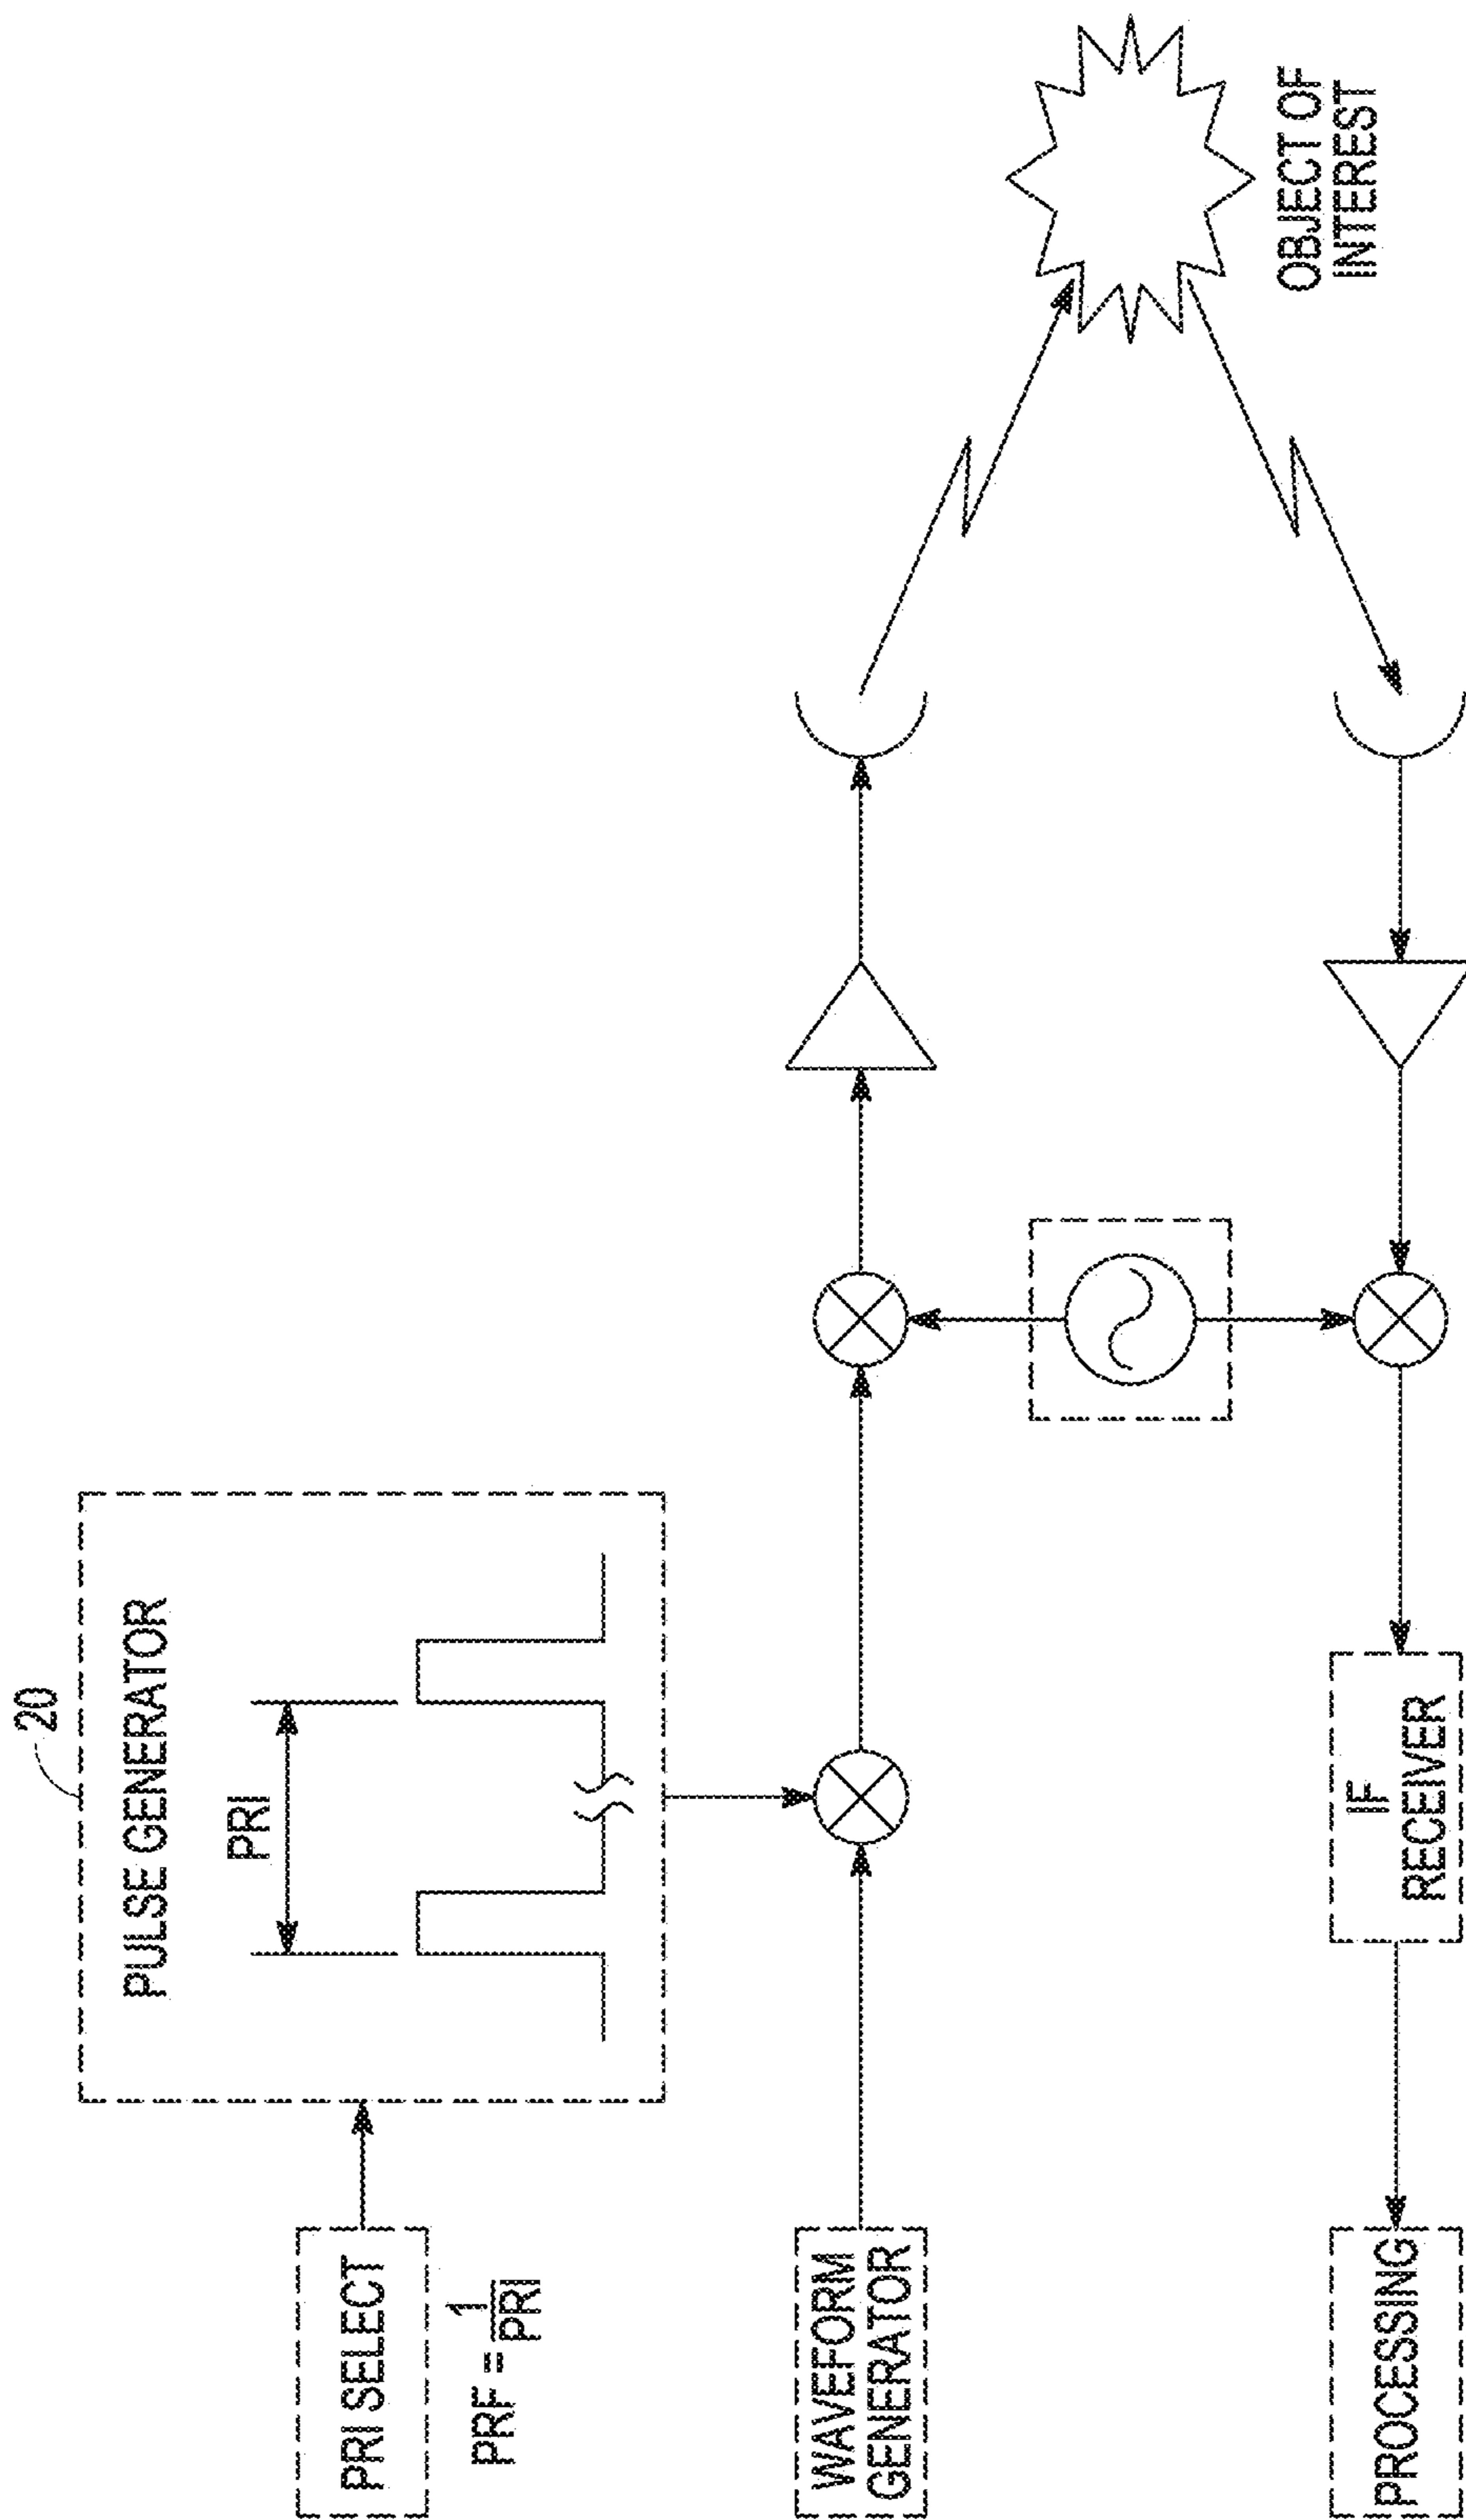 20
PULSE GENERATOR
PRI
PRI SELECT
PRF = 1/PRI
WAVEFORM
GENERATOR
OBJECT OF
INTEREST
IF
RECEIVER
PROCESSING